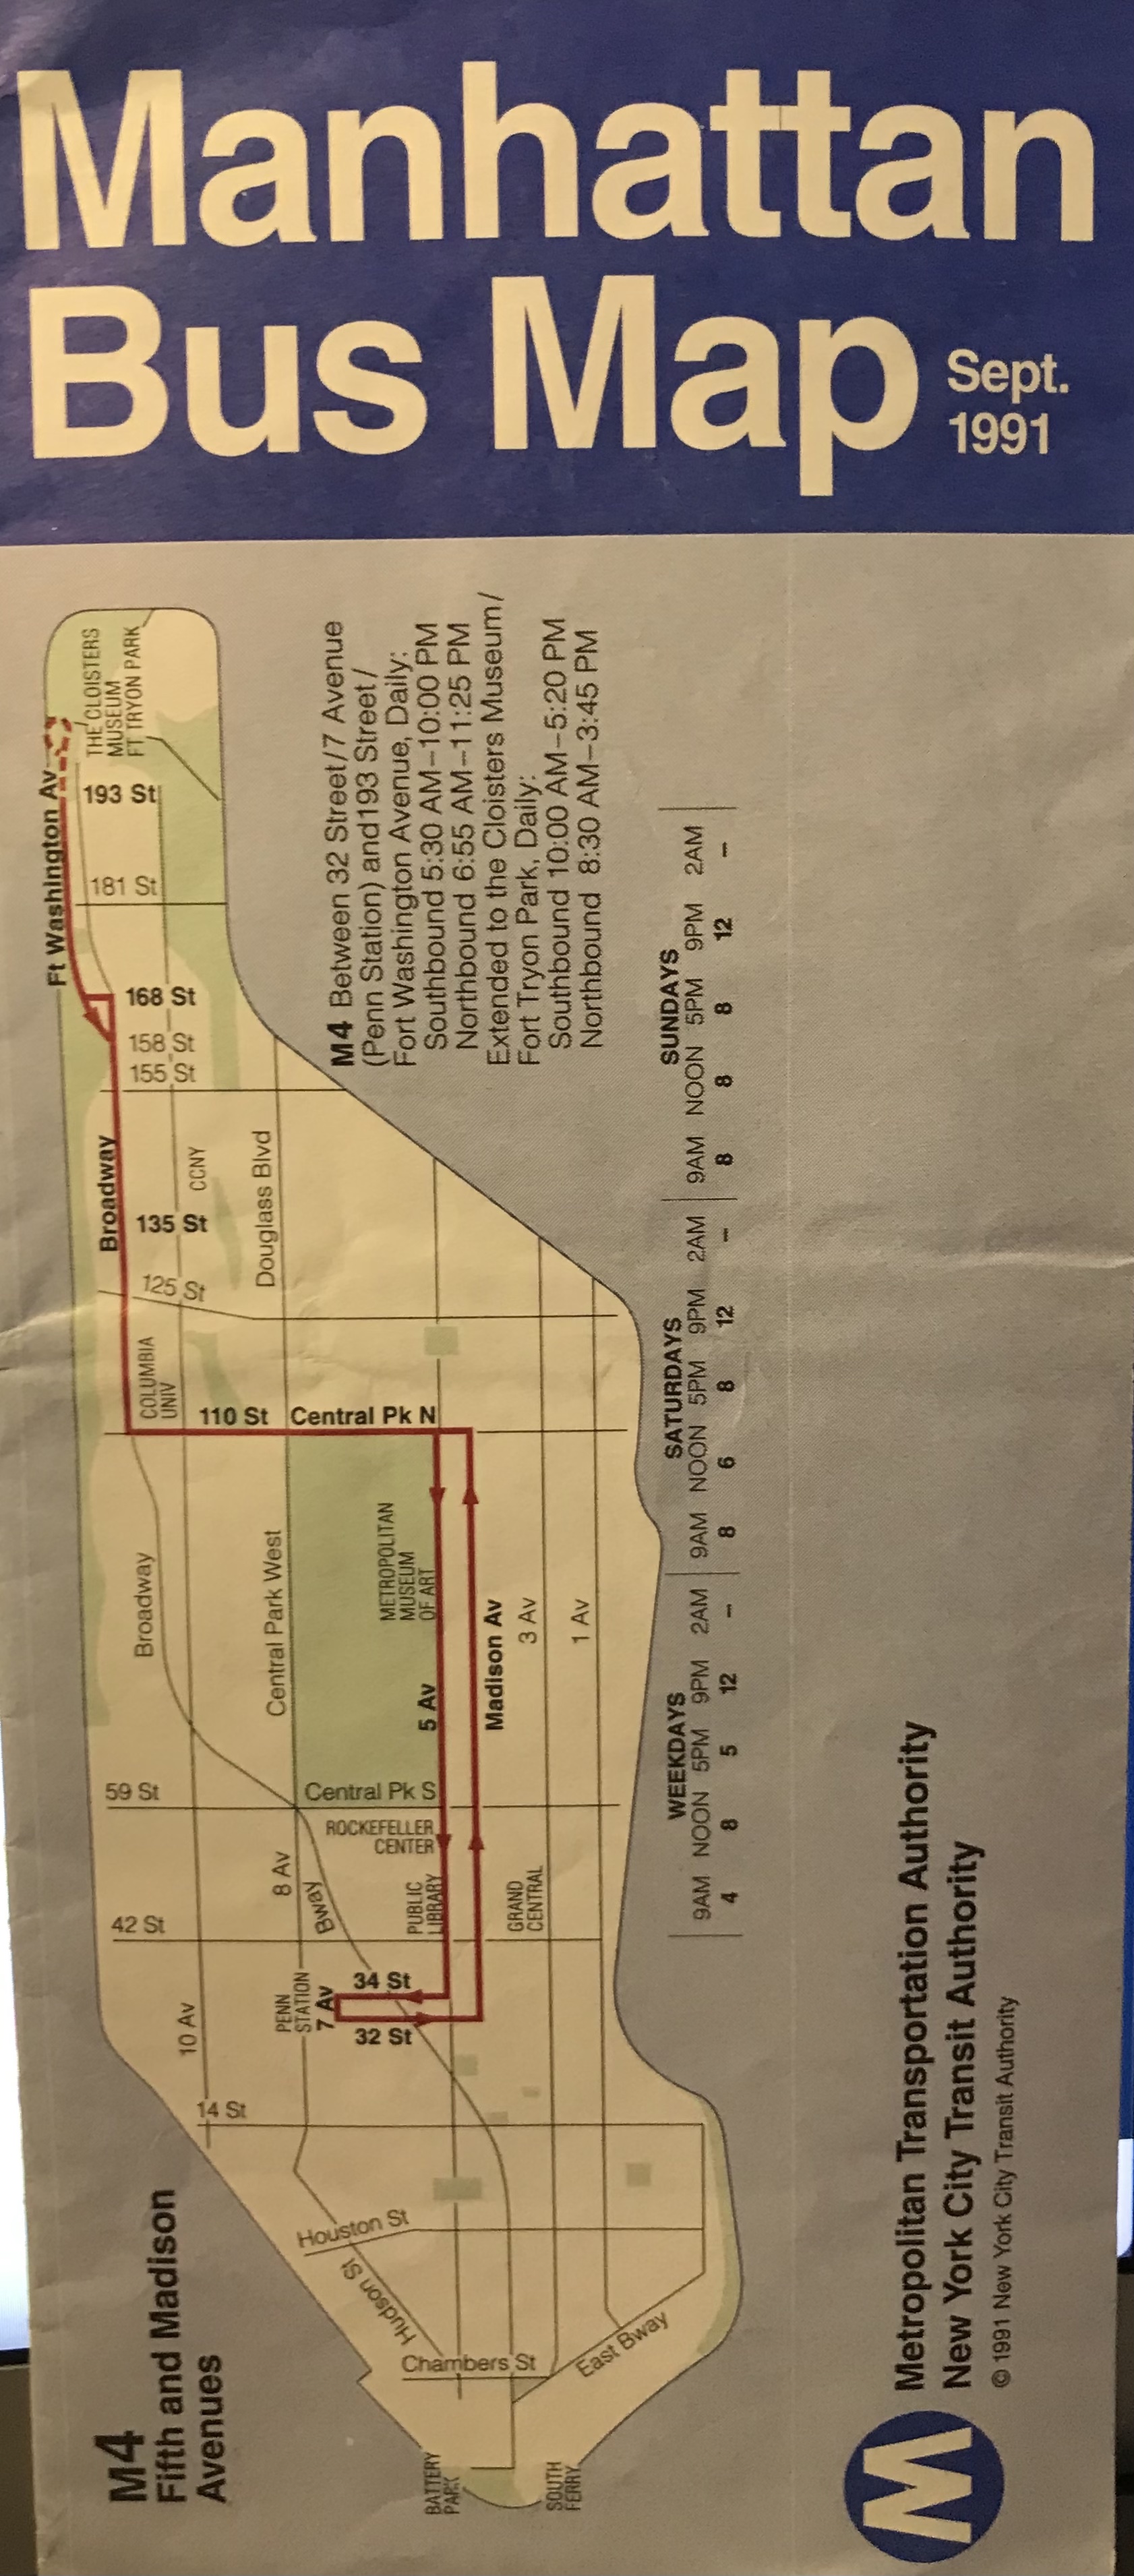 Manhattan
Bus Map
Sept.
1991
M4
Fifth and Madison
Avenues
Ft Washington Av
THE CLOISTERS
MUSEUM
FT TRYON PARK
193 St
181 St
168 St
158 St
155 St
Broadway
CCNY
135 St
Douglass Blvd
125 St
COLUMBIA
UNIV
110 St
Central Pk N
Broadway
Central Park West
METROPOLITAN
MUSEUM
OF ART
5 Av
Madison Av
3 Av
1 Av
59 St
Central Pk S
ROCKEFELLER
CENTER
8 Av
Bway
PUBLIC
LIBRARY
GRAND
CENTRAL
42 St
PENN
STATION
7 Av
34 St
32 St
10 Av
14 St
Houston St
Hudson St
Chambers St
East Bway
BATTERY
PARK
SOUTH
FERRY
M4 Between 32 Street/7 Avenue
(Penn Station) and193 Street/
Fort Washington Avenue, Daily:
Southbound 5:30 AM–10:00 PM
Northbound 6:55 AM–11:25 PM
Extended to the Cloisters Museum/
Fort Tryon Park, Daily:
Southbound 10:00 AM–5:20 PM
Northbound 8:30 AM–3:45 PM
WEEKDAYS SATURDAYS SUNDAYS
9AM NOON 5PM 9PM 2AM 9AM NOON 5PM 9PM 2AM 9AM NOON 5PM 9PM 2AM
4 8 5 12 – 8 6 8 12 – 8 8 8 12 –
M
Metropolitan Transportation Authority
New York City Transit Authority
© 1991 New York City Transit Authority